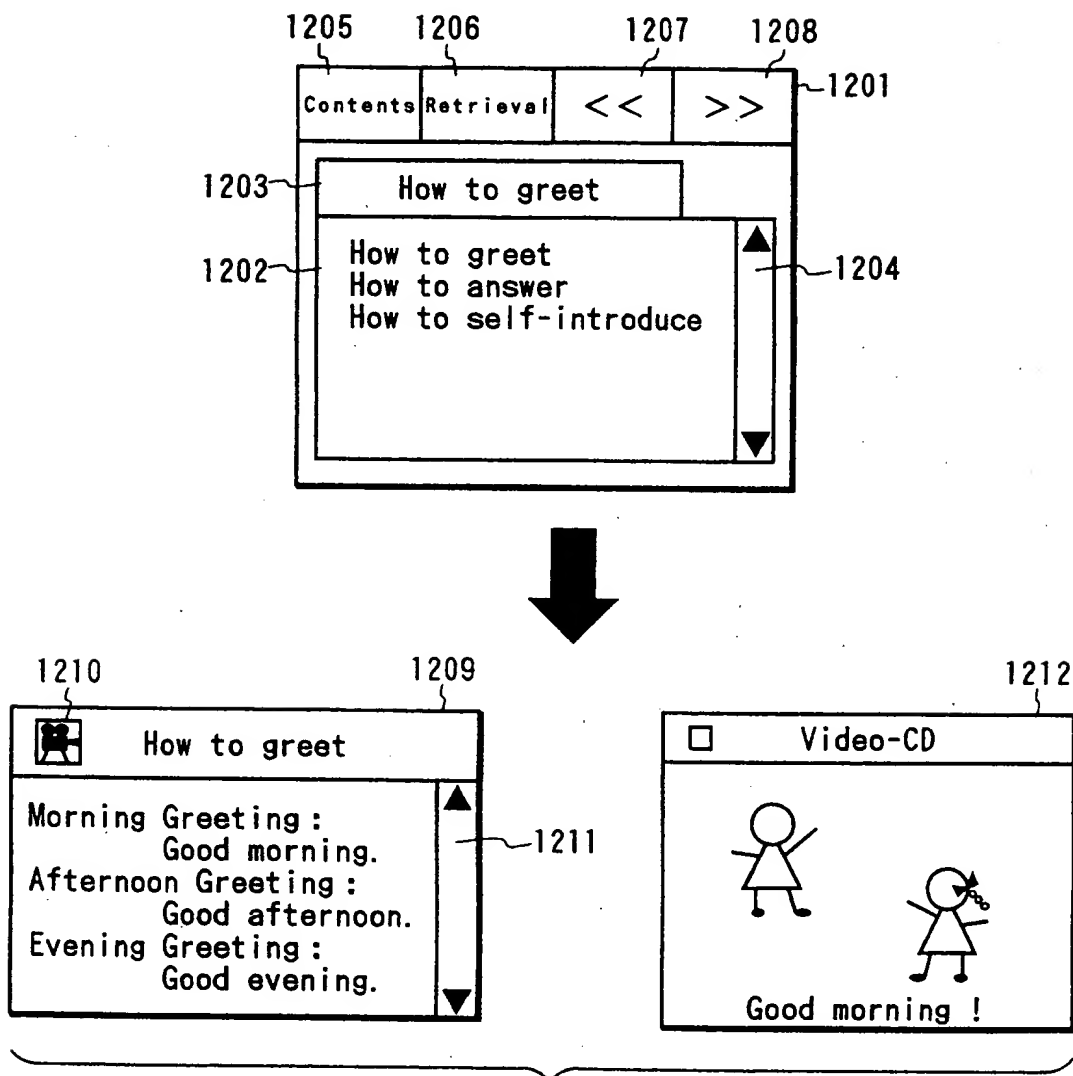 1205 1206 1207 1208
Contents Retrieval << >> 1201
1203 How to greet
How to greet
1202 How to answer 1204
How to self-introduce
1210 1209 1212
How to greet Video-CD
Morning Greeting :
Good morning. 1211
Afternoon Greeting :
Good afternoon.
Evening Greeting :
Good evening.
Good morning !